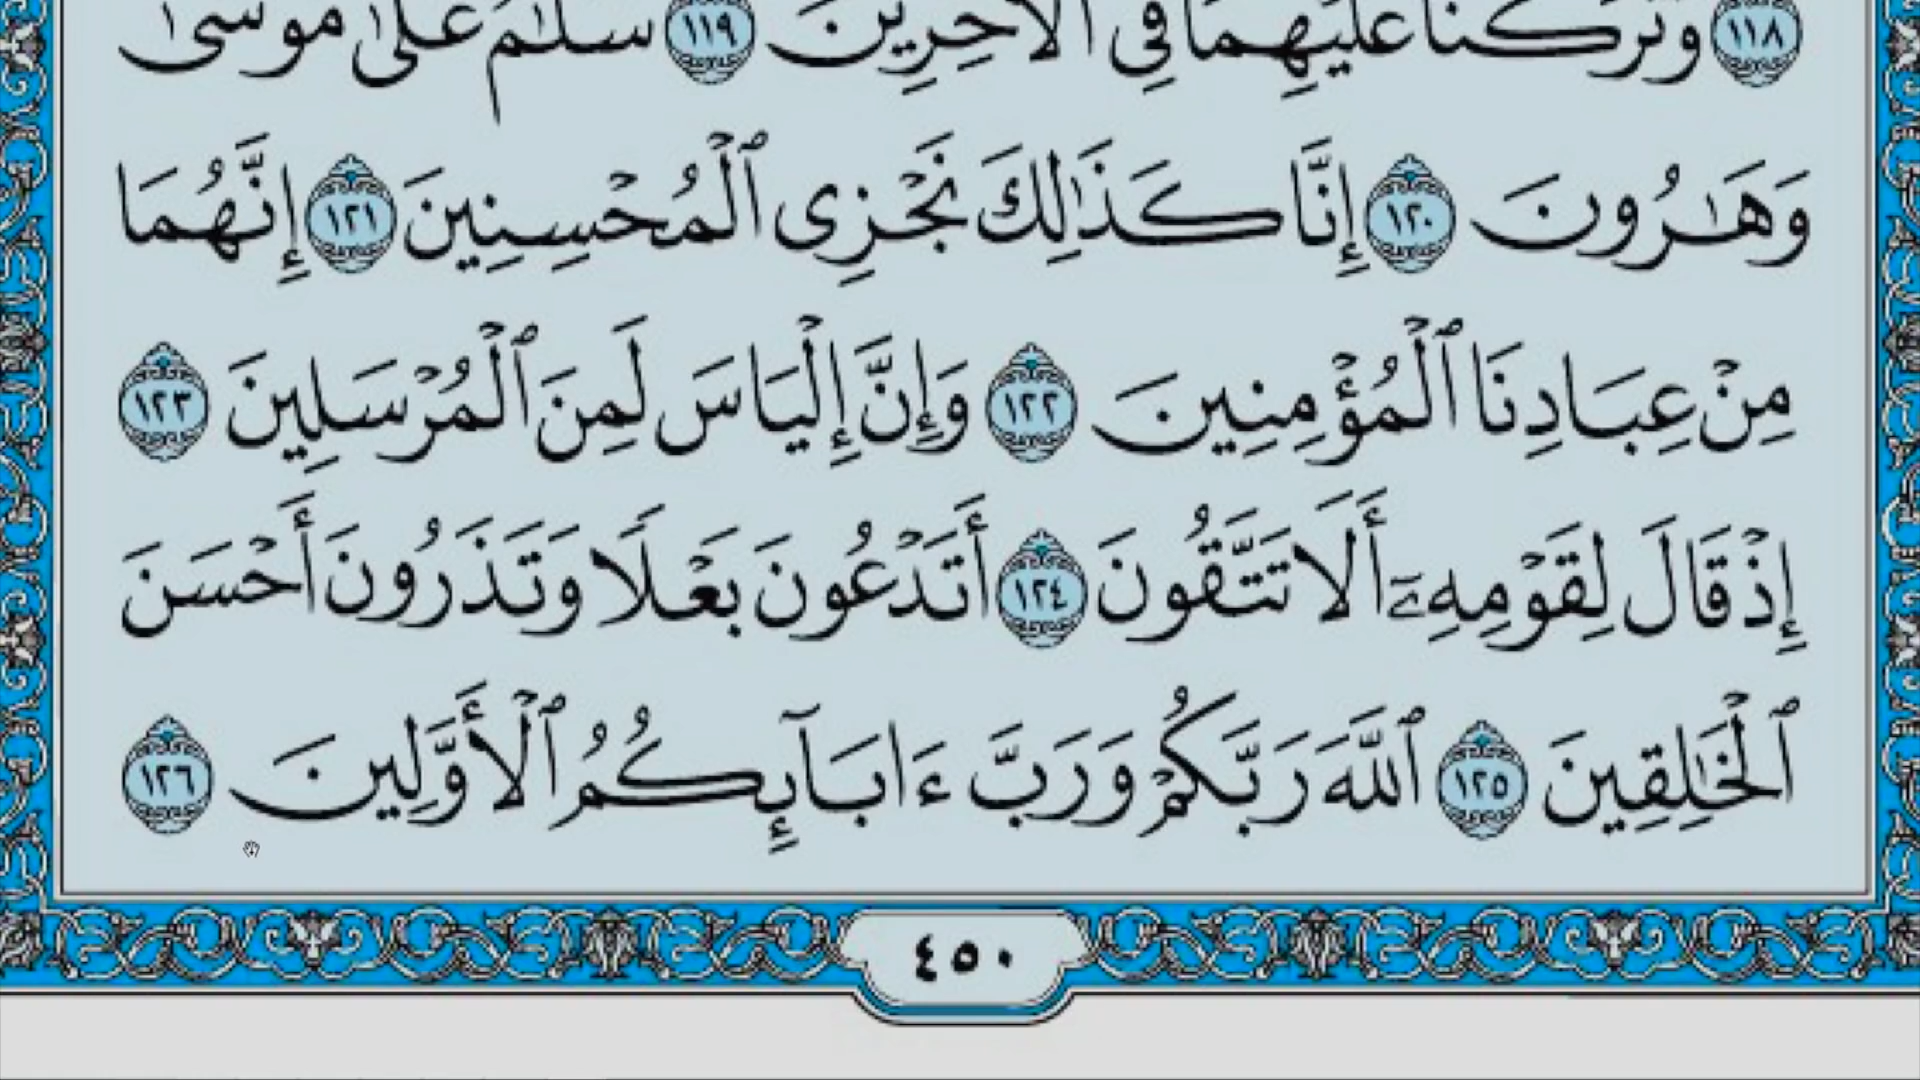 ١١٨ وَتَرَكْنَا عَلَيْهِمَا فِى ٱلْءَاخِرِينَ ١١٩ سَلَٰمٌ عَلَىٰ مُوسَىٰ
وَهَٰرُونَ ١٢٠ إِنَّا كَذَٰلِكَ نَجْزِى ٱلْمُحْسِنِينَ ١٢١ إِنَّهُمَا
مِنْ عِبَادِنَا ٱلْمُؤْمِنِينَ ١٢٢ وَإِنَّ إِلْيَاسَ لَمِنَ ٱلْمُرْسَلِينَ ١٢٣
إِذْ قَالَ لِقَوْمِهِۦٓ أَلَا تَتَّقُونَ ١٢٤ أَتَدْعُونَ بَعْلًا وَتَذَرُونَ أَحْسَنَ
ٱلْخَٰلِقِينَ ١٢٥ ٱللَّهَ رَبَّكُمْ وَرَبَّ ءَابَآئِكُمُ ٱلْأَوَّلِينَ ١٢٦
٤٥٠